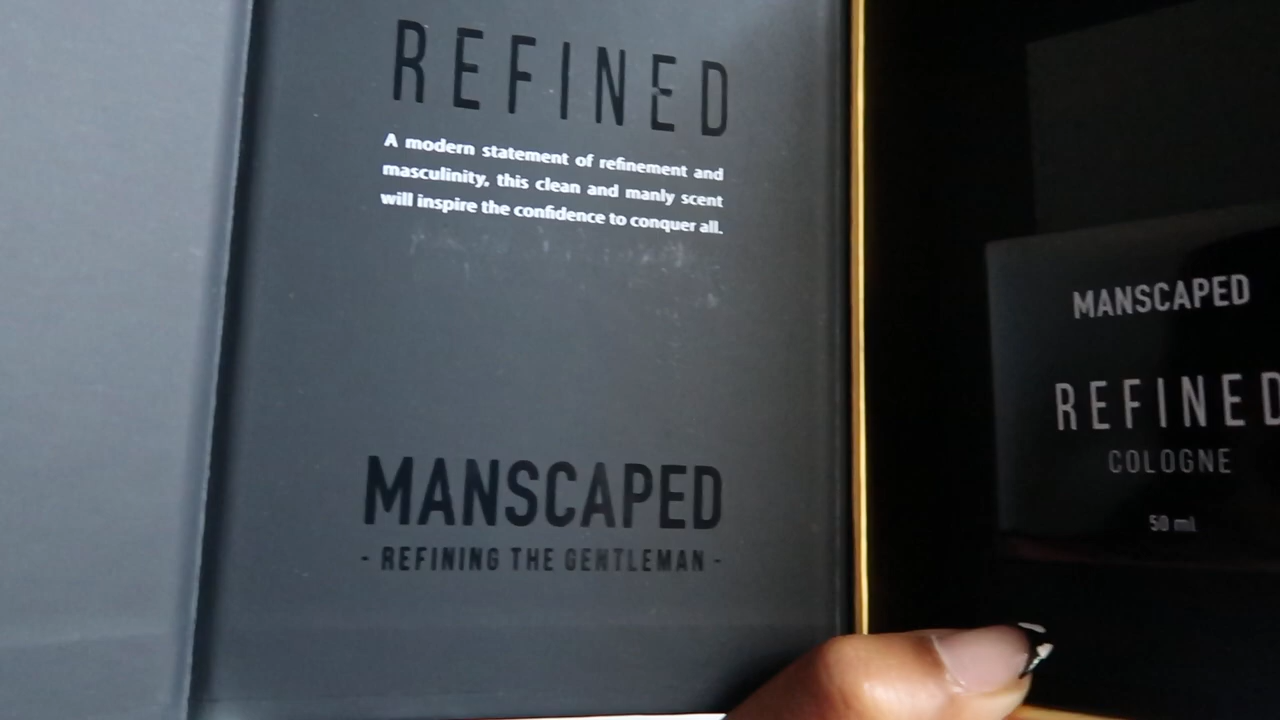 REFINED
A modern statement of refinement and
masculinity, this clean and manly scent
will inspire the confidence to conquer all.
MANSCAPED
- REFINING THE GENTLEMAN -
MANSCAPED
REFINED
COLOGNE
50 ml